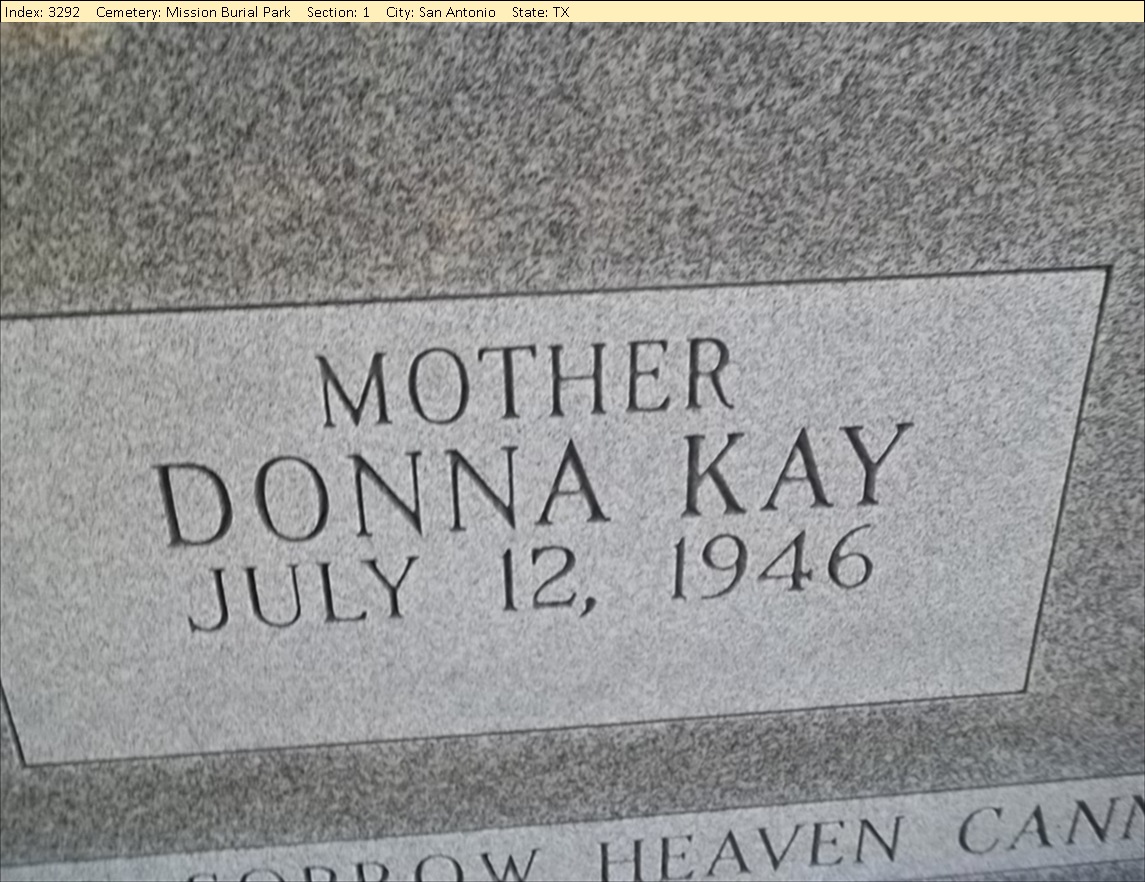 Index: 3292 Cemetery: Mission Burial Park Section: 1 City: San Antonio State: TX
MOTHER
DONNA KAY
JULY 12, 1946
SORROW HEAVEN